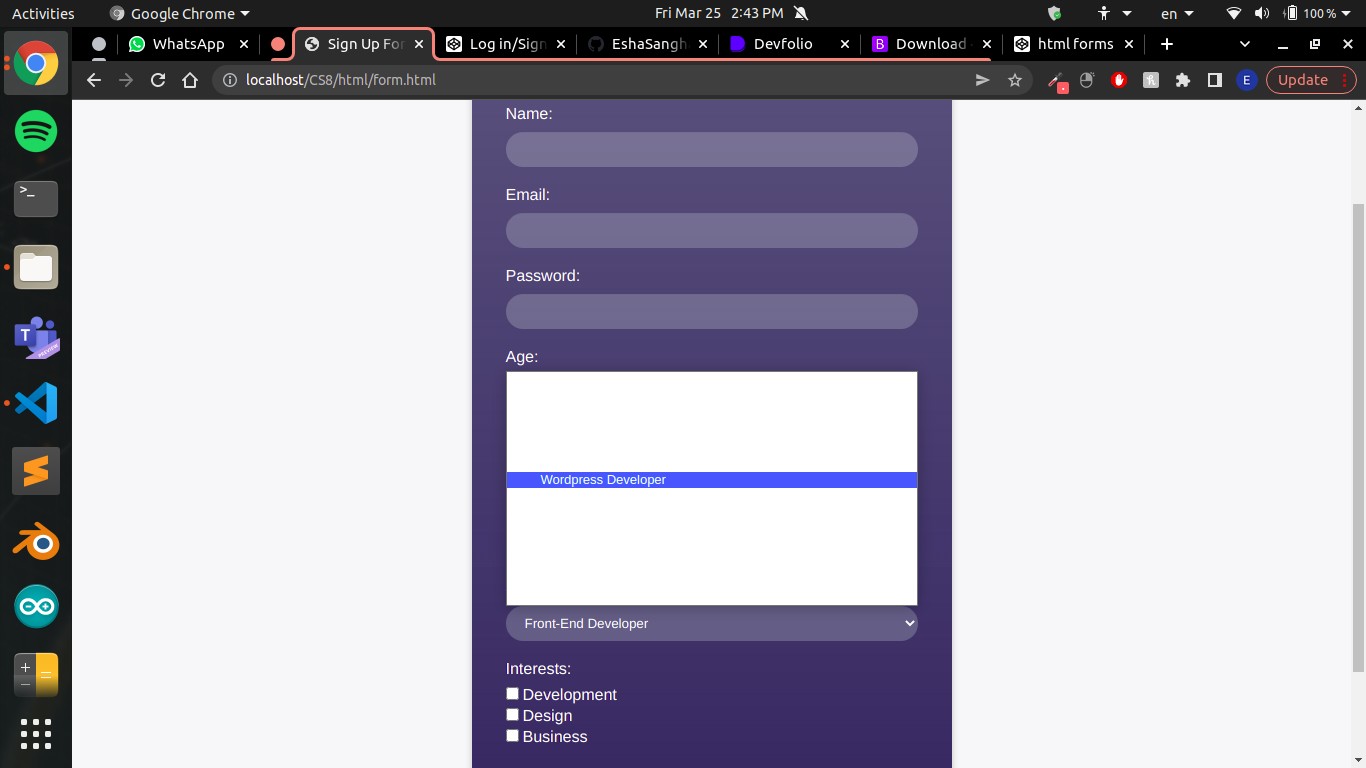 Activities Google Chrome Fri Mar 25 2:43 PM en 100 %
WhatsApp Sign Up For Log in/Sign EshaSangh Devfolio B Download html forms
localhost/CS8/html/form.html E Update
Name:
Email:
Password:
Age:
Wordpress Developer
Front-End Developer
Interests:
Development
Design
Business
>_
T
PREVIEW